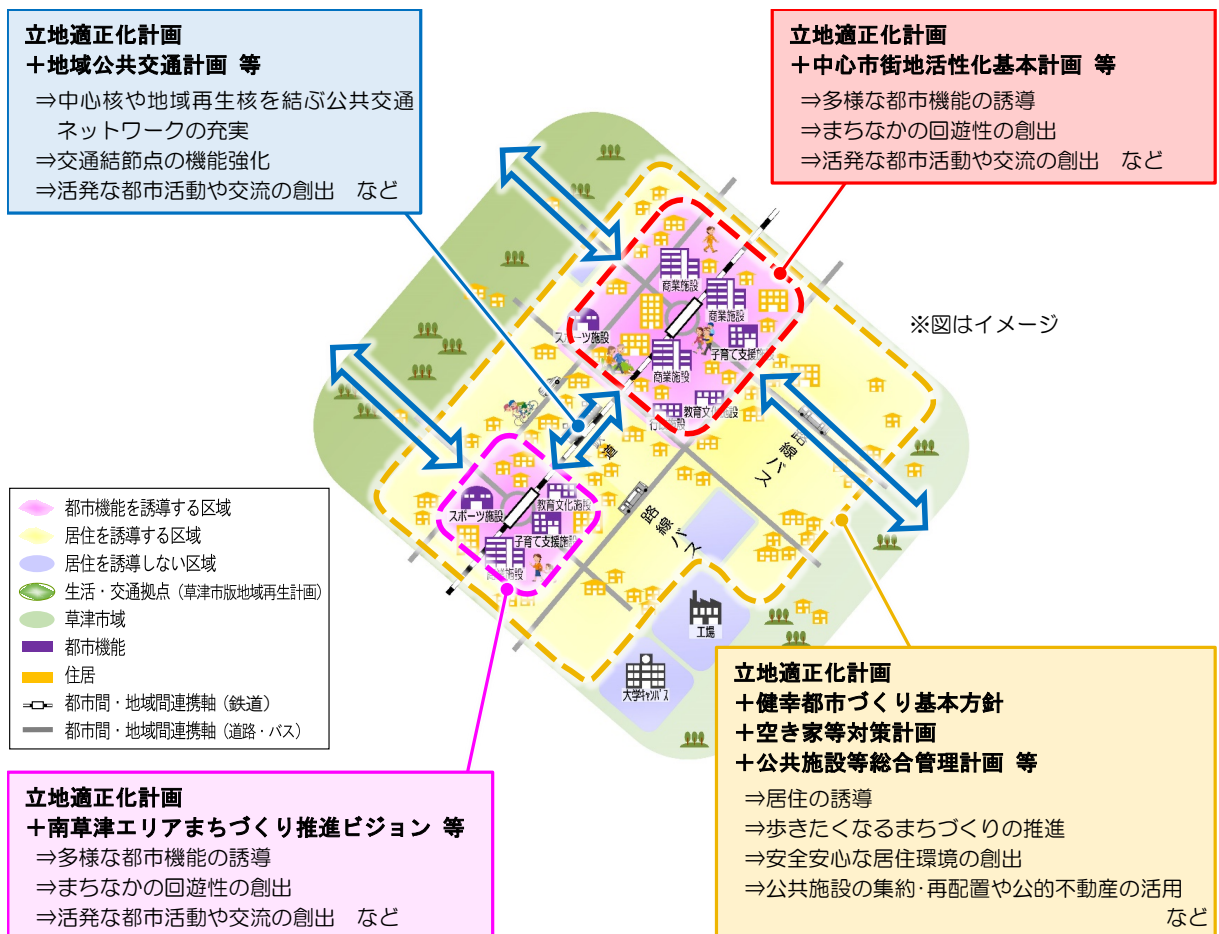 立地適正化計画
＋地域公共交通計画 等
⇒中心核や地域再生核を結ぶ公共交通
ネットワークの充実
⇒交通結節点の機能強化
⇒活発な都市活動や交流の創出　など
立地適正化計画
＋中心市街地活性化基本計画 等
⇒多様な都市機能の誘導
⇒まちなかの回遊性の創出
⇒活発な都市活動や交流の創出　など
※図はイメージ
商業施設
商業施設
スポーツ施設
子育て支援施設
商業施設
教育文化施設
路線バス
路線バス
スポーツ施設
教育文化施設
子育て支援施設
商業施設
工場
大学キャンパス
都市機能を誘導する区域
居住を誘導する区域
居住を誘導しない区域
生活・交通拠点（草津市版地域再生計画）
草津市域
都市機能
住居
都市間・地域間連携軸（鉄道）
都市間・地域間連携軸（道路・バス）
立地適正化計画
＋南草津エリアまちづくり推進ビジョン 等
⇒多様な都市機能の誘導
⇒まちなかの回遊性の創出
⇒活発な都市活動や交流の創出　など
立地適正化計画
＋健幸都市づくり基本方針
＋空き家等対策計画
＋公共施設等総合管理計画 等
⇒居住の誘導
⇒歩きたくなるまちづくりの推進
⇒安全安心な居住環境の創出
⇒公共施設の集約･再配置や公的不動産の活用
など